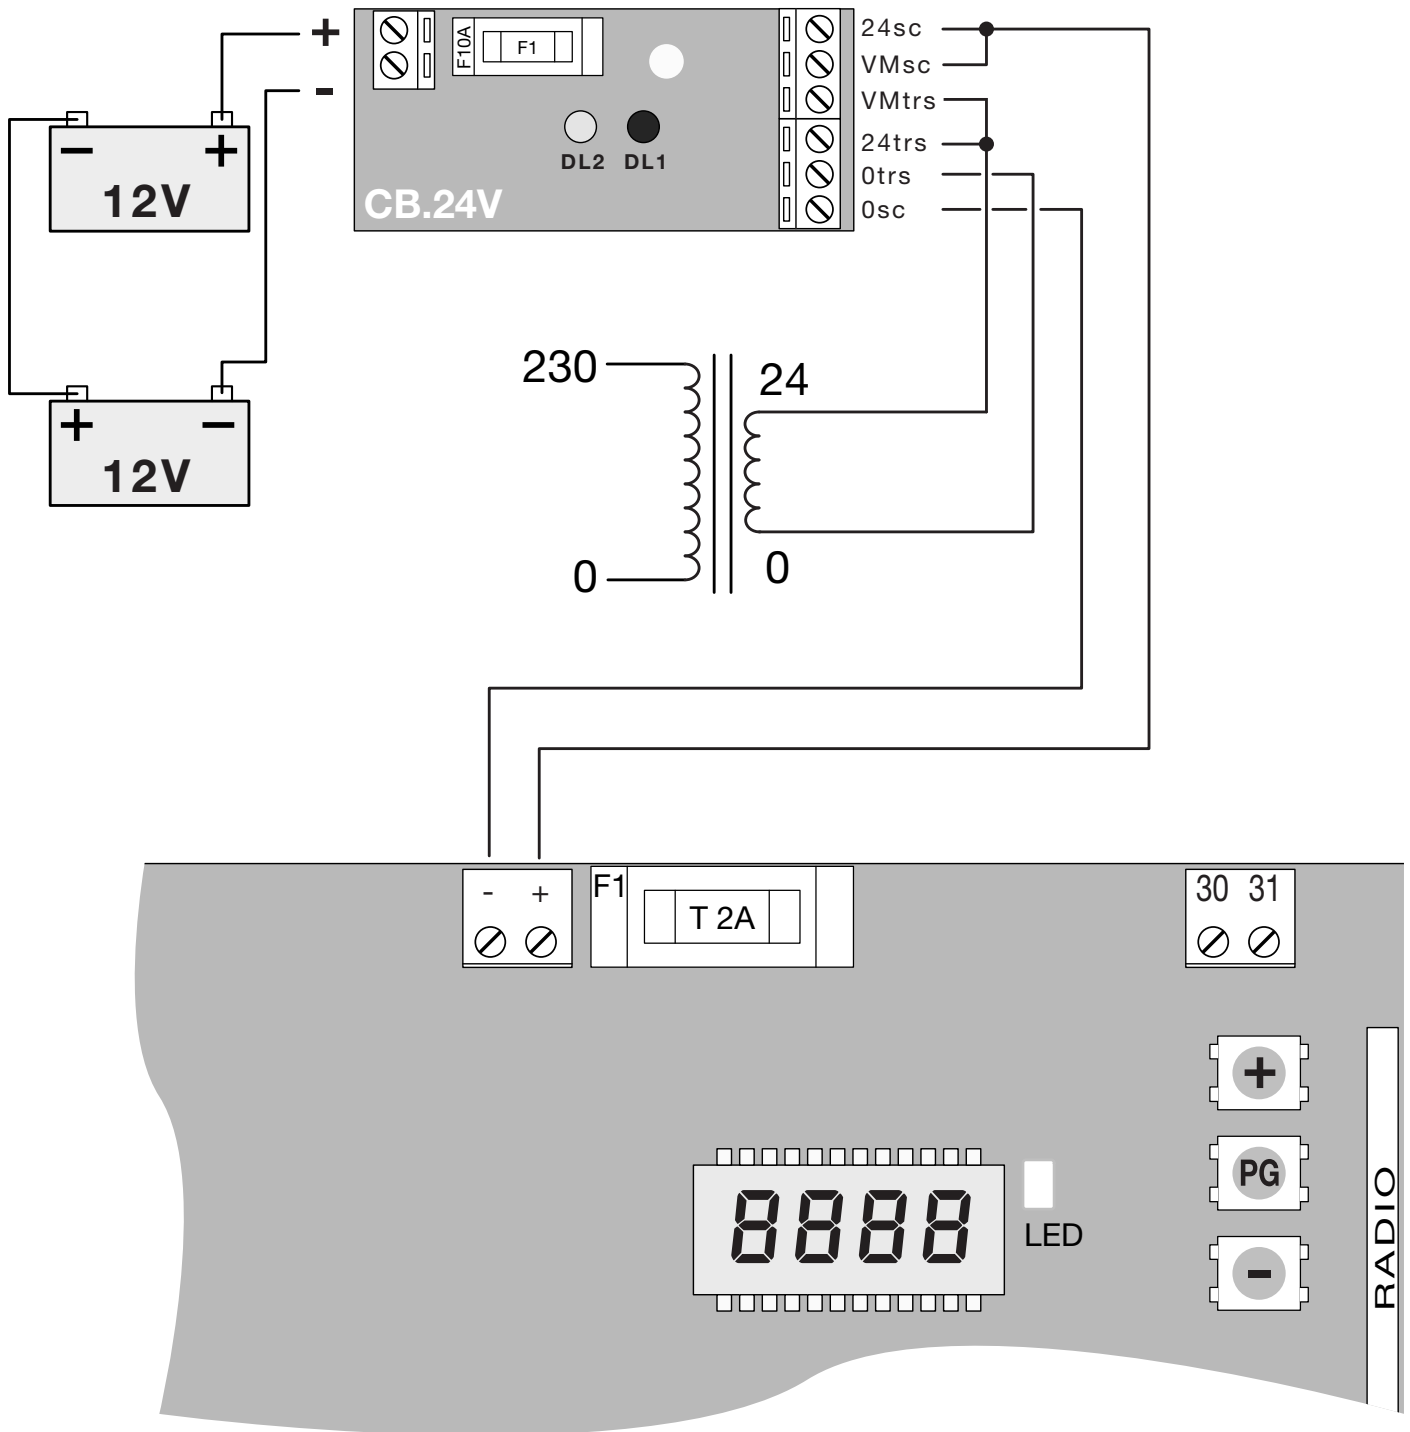 +
-
F10A
F1
24sc
VMsc
VMtrs
24trs
0trs
0sc
DL2 DL1
CB.24V
- +
12V
+ -
12V
230
24
0
0
- +
F1
T 2A
30 31
+
PG
-
8888
LED
RADIO